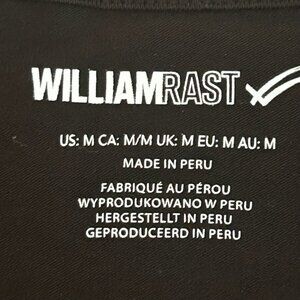 WILLIAMRAST
US: M CA: M/M UK: M EU: M AU: M
MADE IN PERU
FABRIQUÉ AU PÉROU
WYPRODUKOWANO W PERU
HERGESTELLT IN PERU
GEPRODUCEERD IN PERU